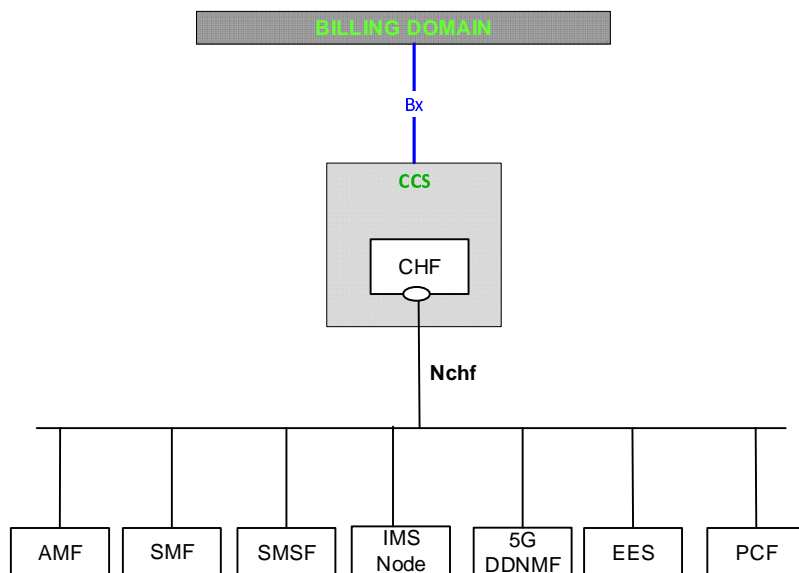 BILLING DOMAIN
Bx
CCS
CHF
Nchf
AMF
SMF
SMSF
IMS
Node
5G
DDNMF
EES
PCF